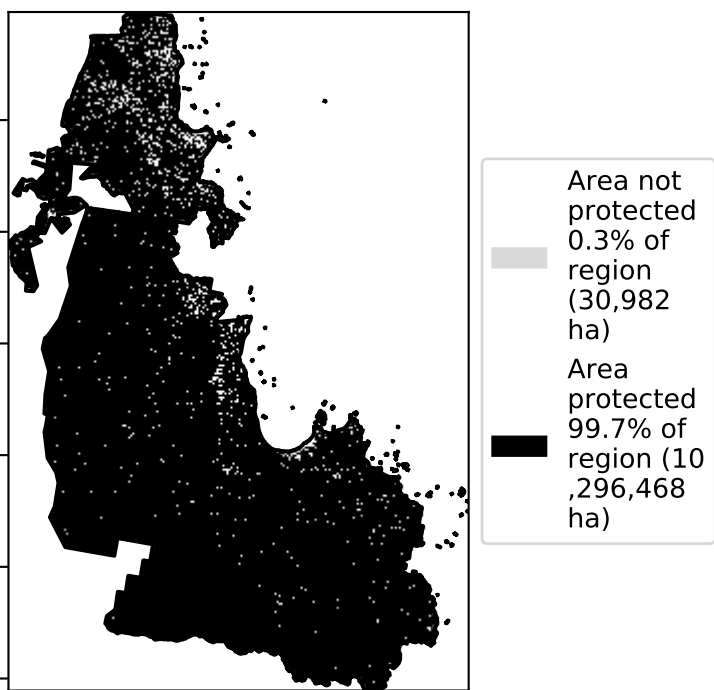 Area not
protected
0.3% of
region
(30,982
ha)
Area
protected
99.7% of
region (10
,296,468
ha)